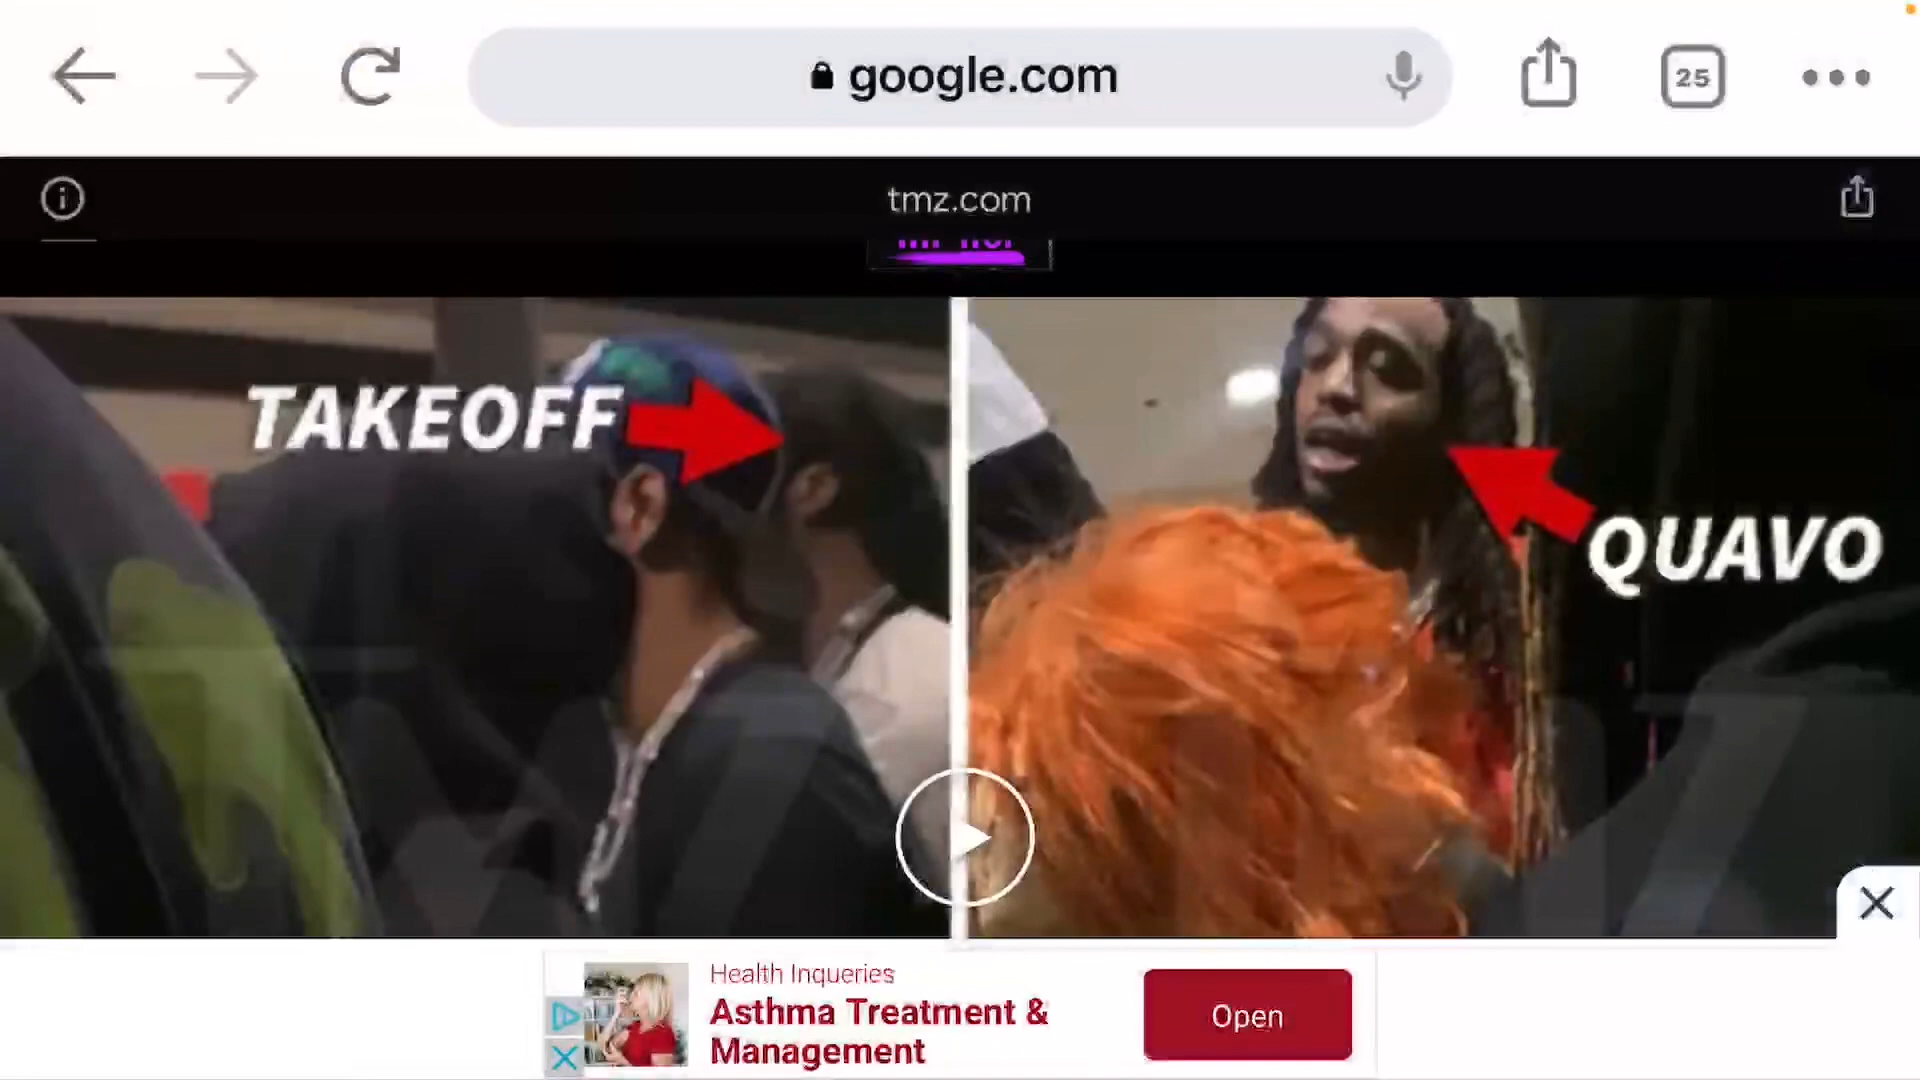 google.com
25
tmz.com
TAKEOFF
QUAVO
Health Inqueries
Asthma Treatment &
Management
Open